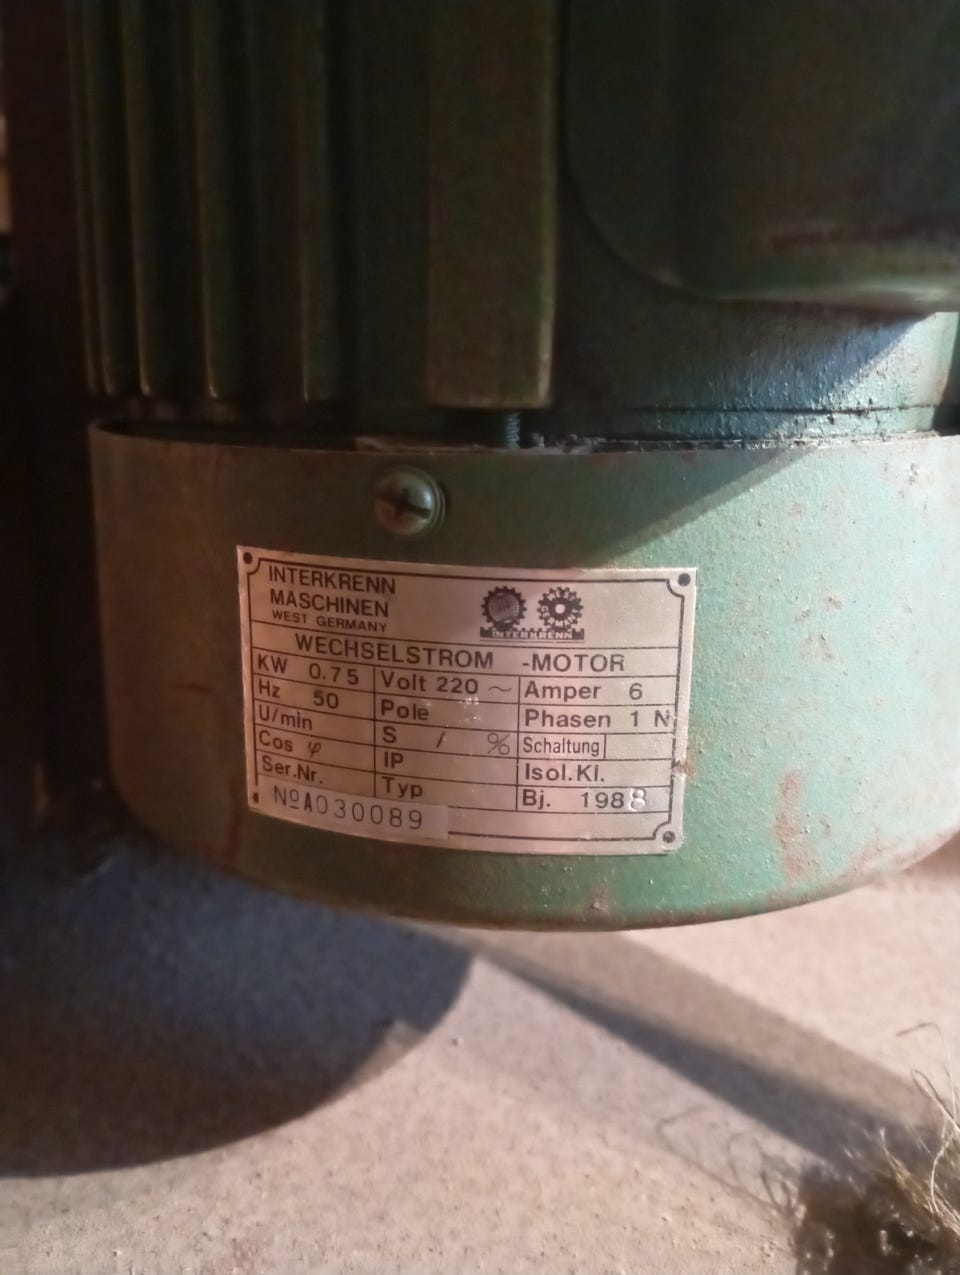 INTERKRENN
MASCHINEN
WEST GERMANY
INTERKRENN
WECHSELSTROM -MOTOR
KW 0.75 Volt 220 ~ Amper 6
Hz 50 Pole Phasen 1 N
U/min S / % Schaltung
Cos φ IP Isol.Kl.
Ser.Nr. Typ Bj. 1988
NºA030089